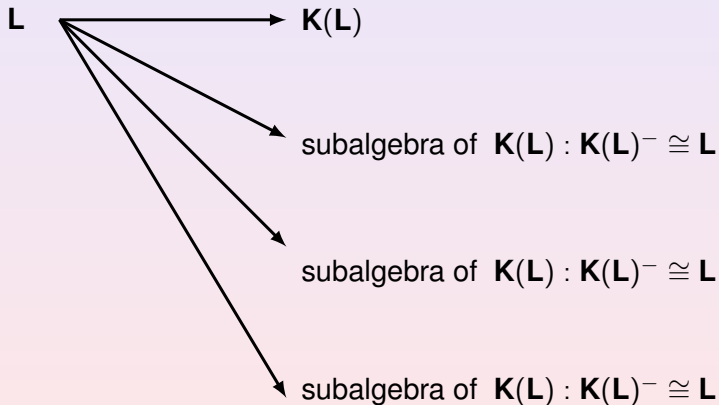 L K(L)
subalgebra of K(L) : K(L)⁻ ≅ L
subalgebra of K(L) : K(L)⁻ ≅ L
subalgebra of K(L) : K(L)⁻ ≅ L